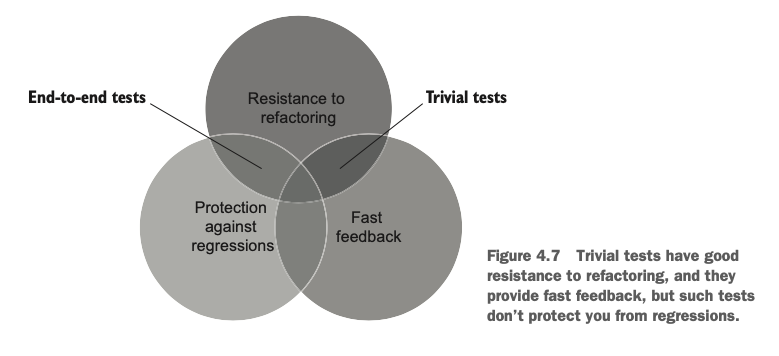 End-to-end tests
Trivial tests
Resistance to
refactoring
Protection
against
regressions
Fast
feedback
Figure 4.7 Trivial tests have good
resistance to refactoring, and they
provide fast feedback, but such tests
don't protect you from regressions.